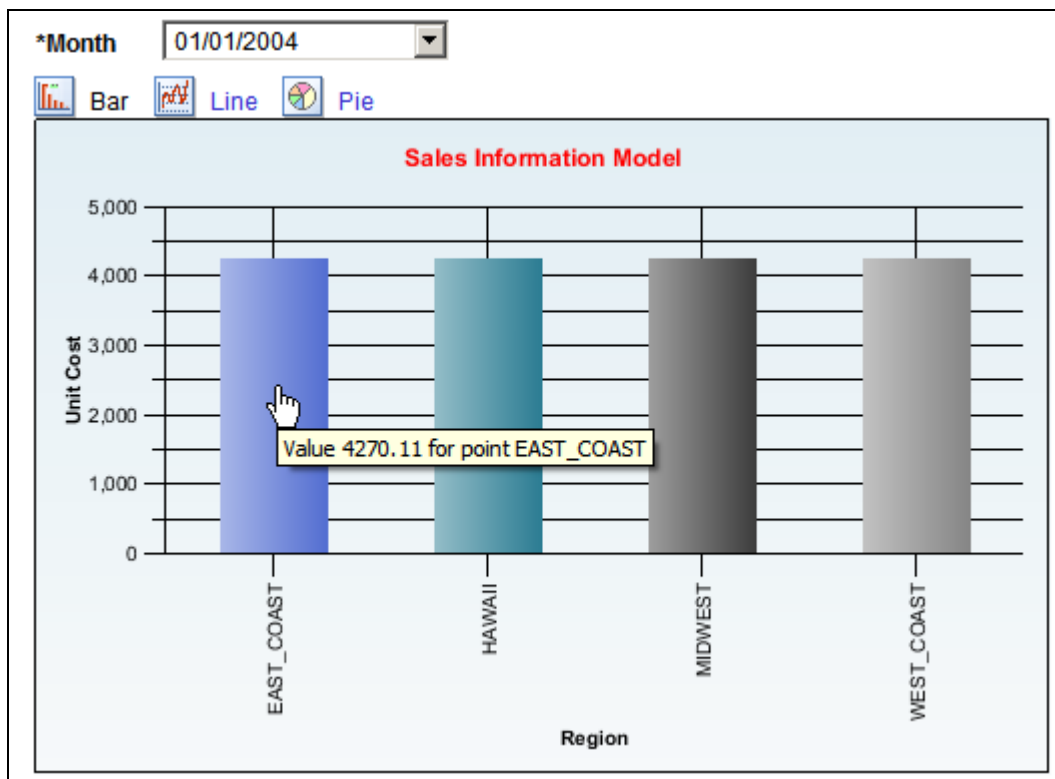 *Month 01/01/2004
Bar Line Pie
Sales Information Model
5,000
4,000
3,000
2,000
1,000
0
Unit Cost
Value 4270.11 for point EAST_COAST
EAST_COAST
HAWAII
MIDWEST
WEST_COAST
Region